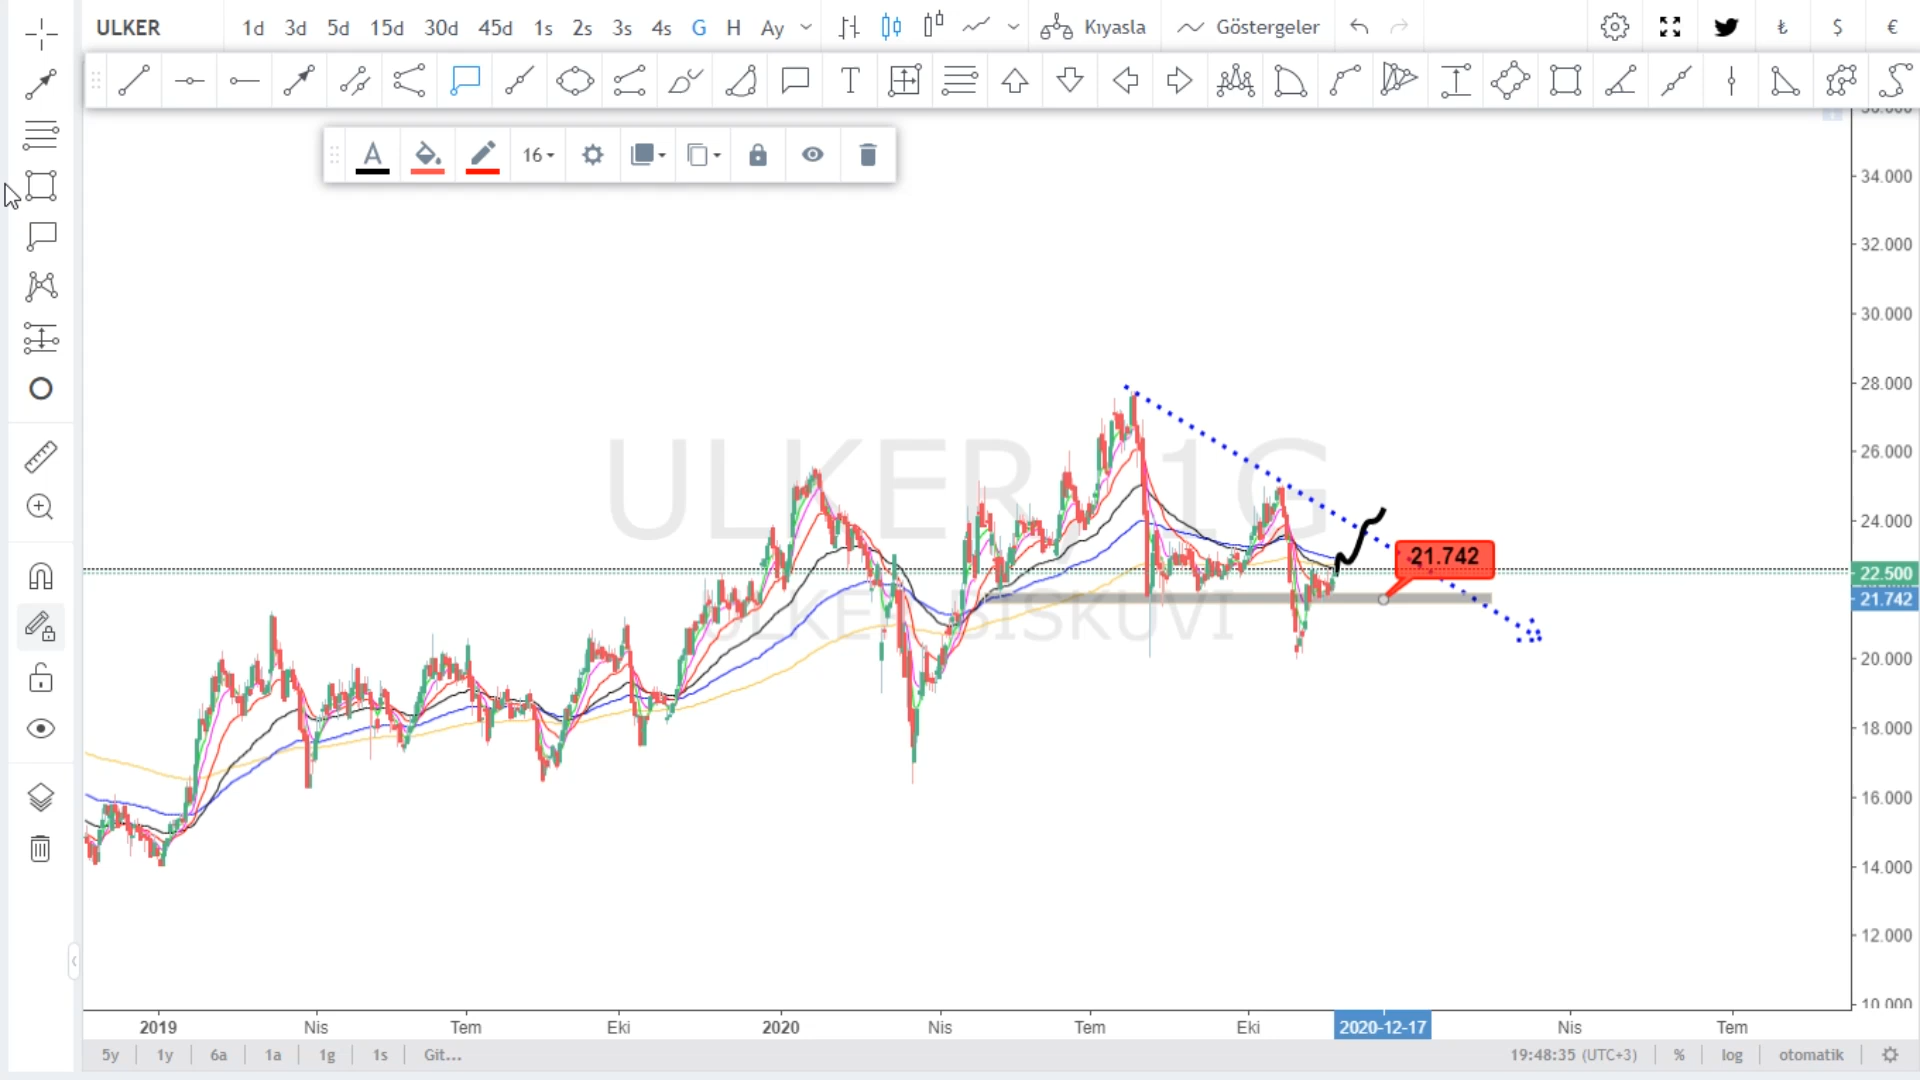 ULKER 1d 3d 5d 15d 30d 45d 1s 2s 3s 4s G H Ay Kıyasla Göstergeler ₺ $ €
T
A 16
34.000
32.000
30.000
28.000
26.000
24.000
22.500
21.742
20.000
18.000
16.000
14.000
12.000
10.000
ULKER, 1G
ULKER BISKUVI
21.742
2019 Nis Tem Eki 2020 Nis Tem Eki 2020-12-17 Nis Tem
5y 1y 6a 1a 1g 1s Git... 19:48:35 (UTC+3) % log otomatik